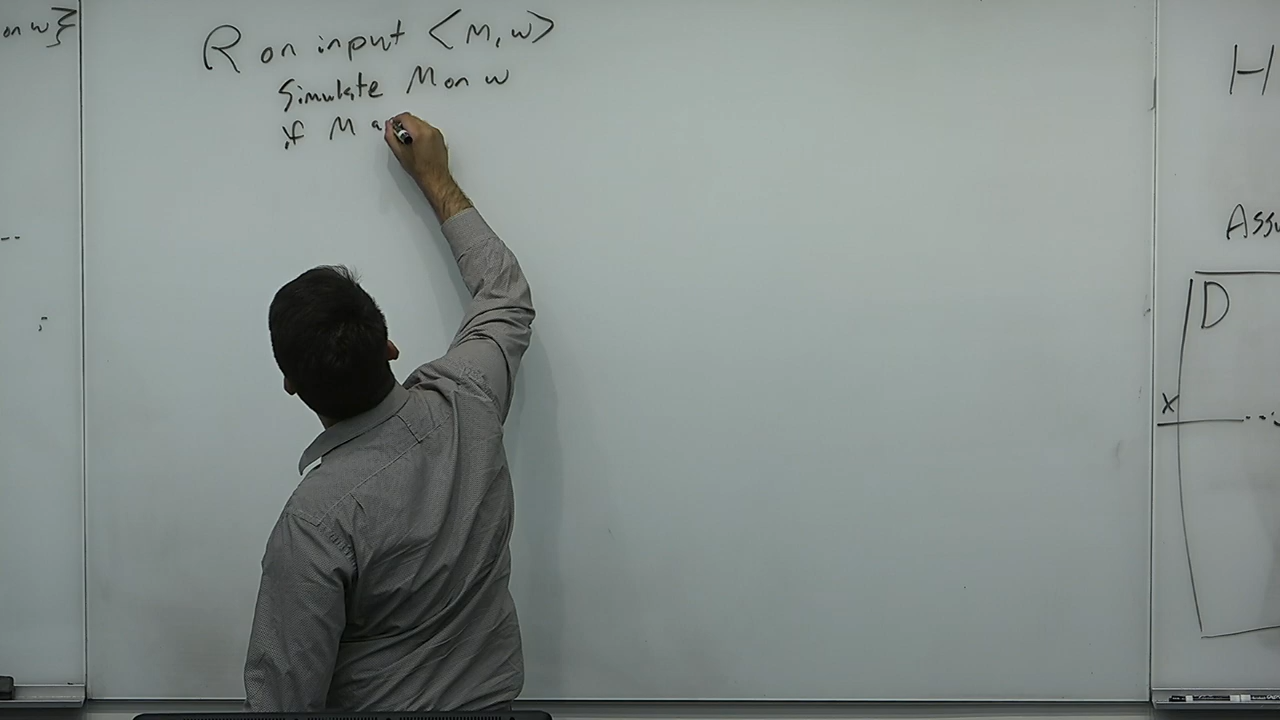 on w}
R on input <M, w>
Simulate M on w
if M a
H
Assu
D
x